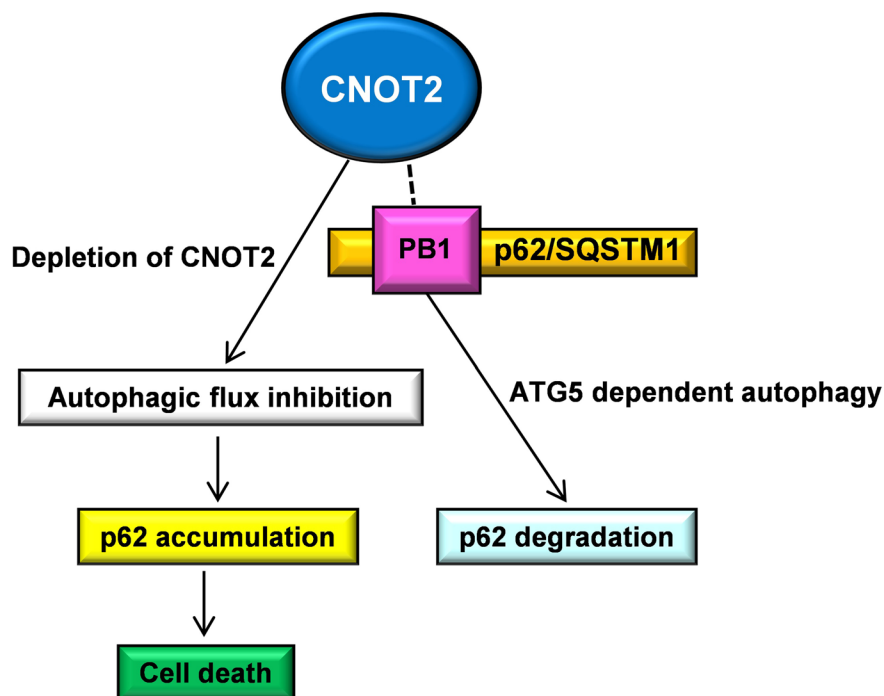 CNOT2
PB1
p62/SQSTM1
Depletion of CNOT2
Autophagic flux inhibition
ATG5 dependent autophagy
p62 accumulation
p62 degradation
Cell death